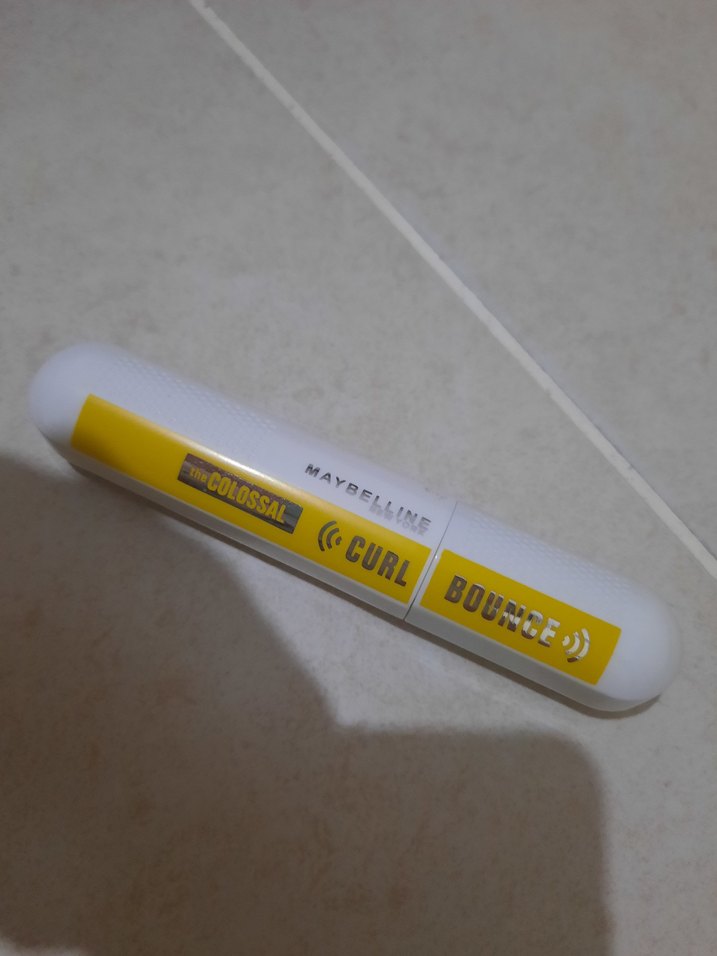 MAYBELLINE
NEW YORK
the COLOSSAL
CURL BOUNCE